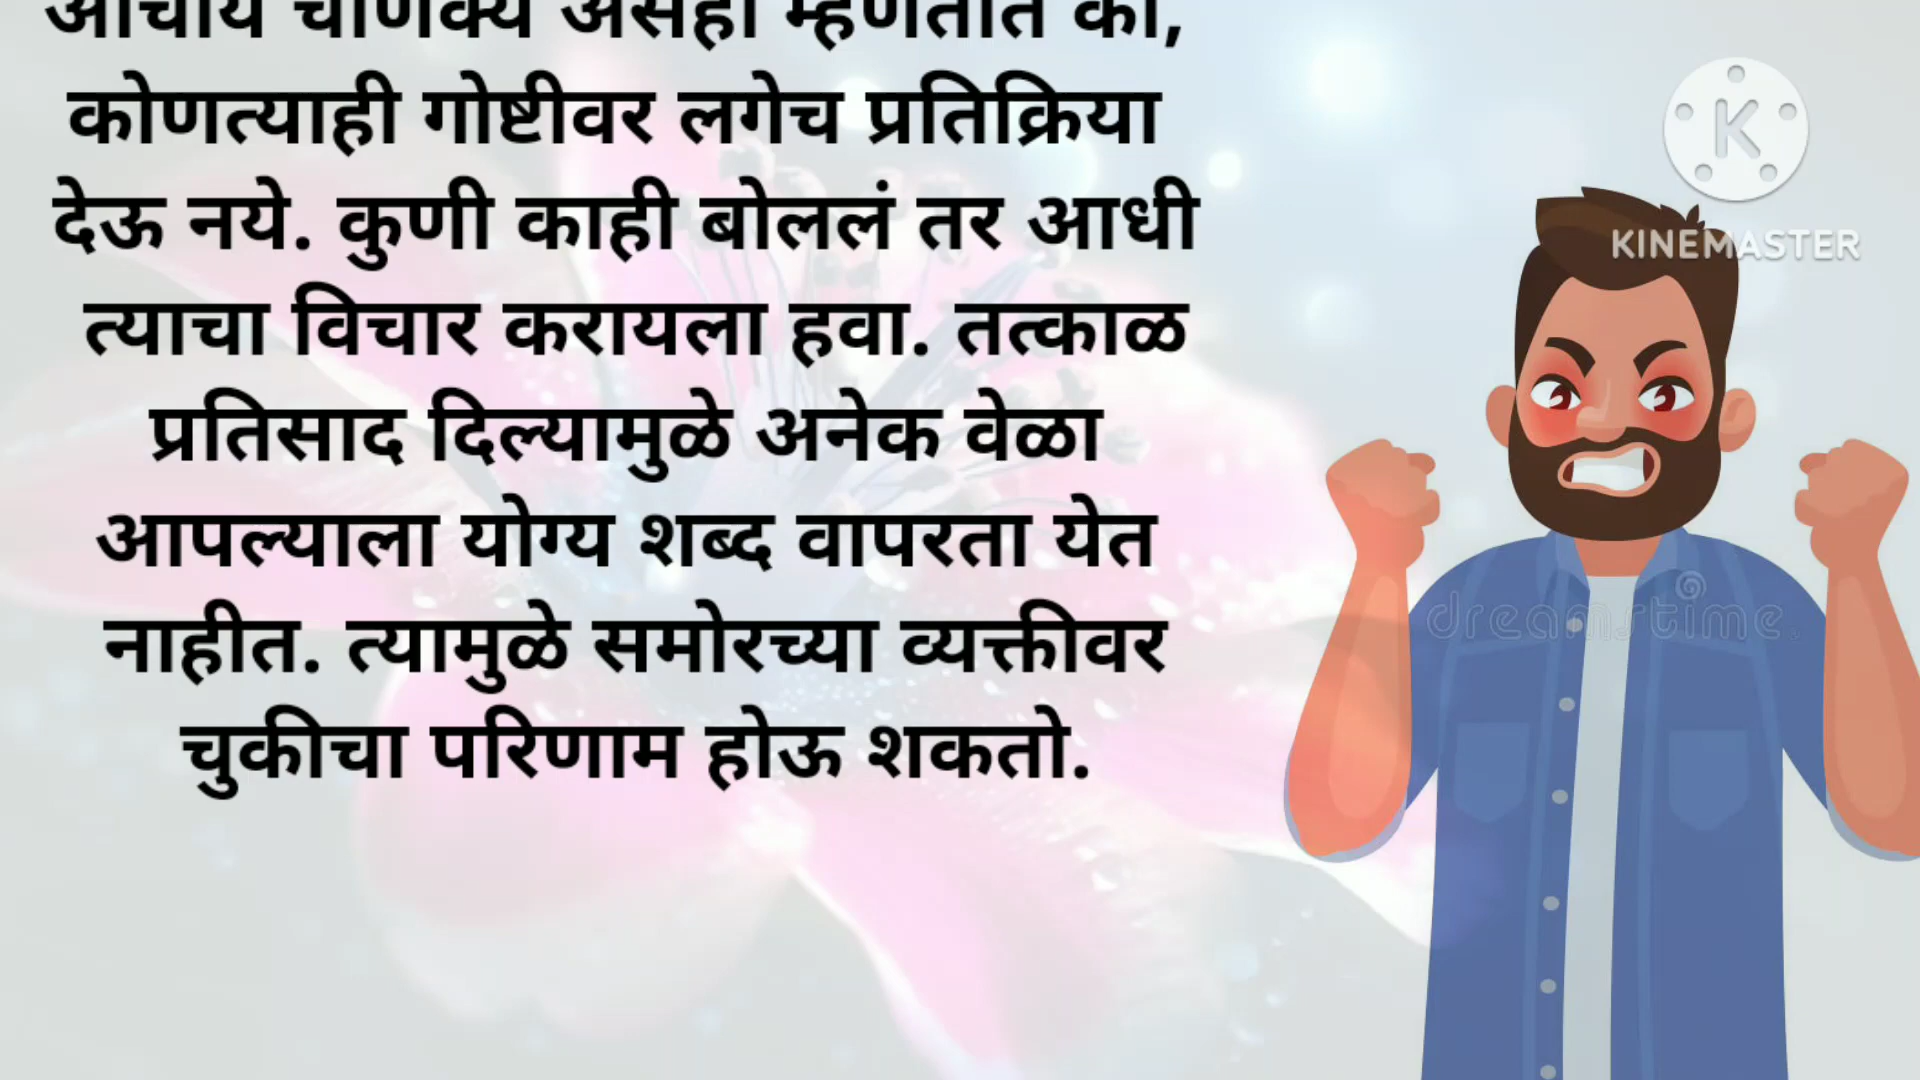 आचार्य चाणक्य असेही म्हणतात की,
कोणत्याही गोष्टीवर लगेच प्रतिक्रिया
देऊ नये. कुणी काही बोललं तर आधी
त्याचा विचार करायला हवा. तत्काळ
प्रतिसाद दिल्यामुळे अनेक वेळा
आपल्याला योग्य शब्द वापरता येत
नाहीत. त्यामुळे समोरच्या व्यक्तीवर
चुकीचा परिणाम होऊ शकतो.
K
KINEMASTER
dreamstime.